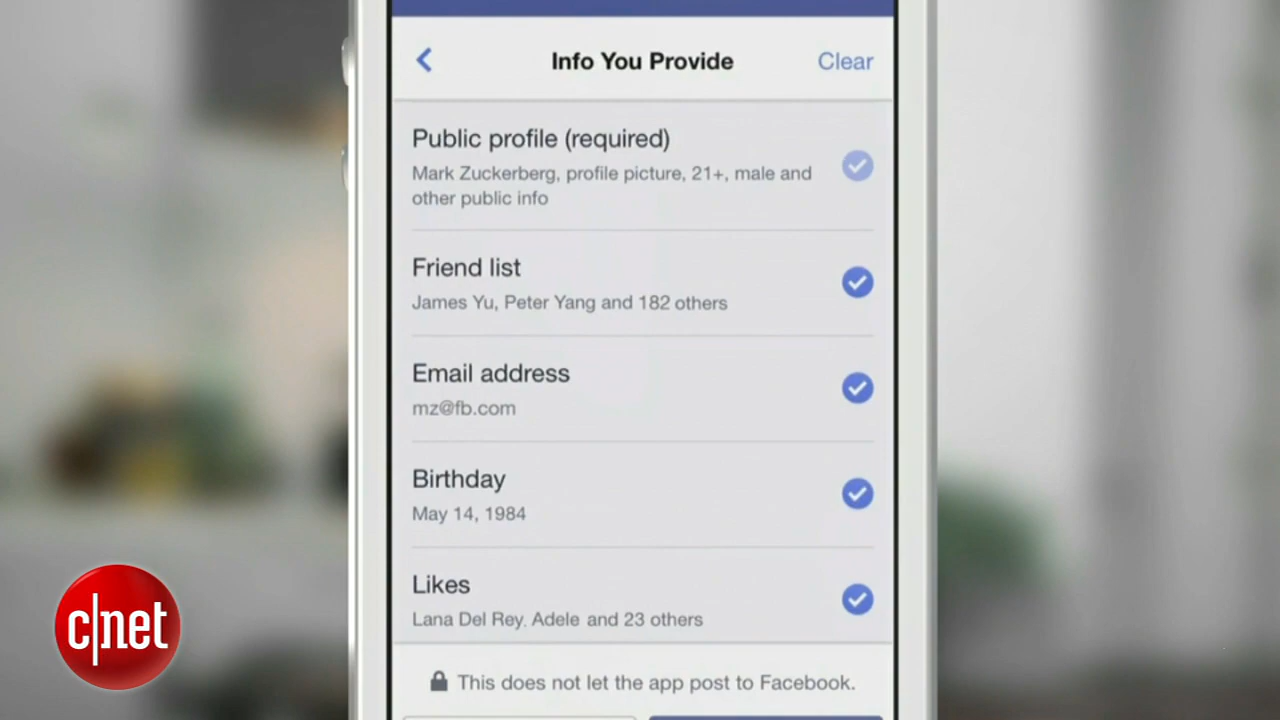 Info You Provide
Clear
Public profile (required)
Mark Zuckerberg, profile picture, 21+, male and
other public info
Friend list
James Yu, Peter Yang and 182 others
Email address
mz@fb.com
Birthday
May 14, 1984
Likes
Lana Del Rey, Adele and 23 others
This does not let the app post to Facebook.
c|net